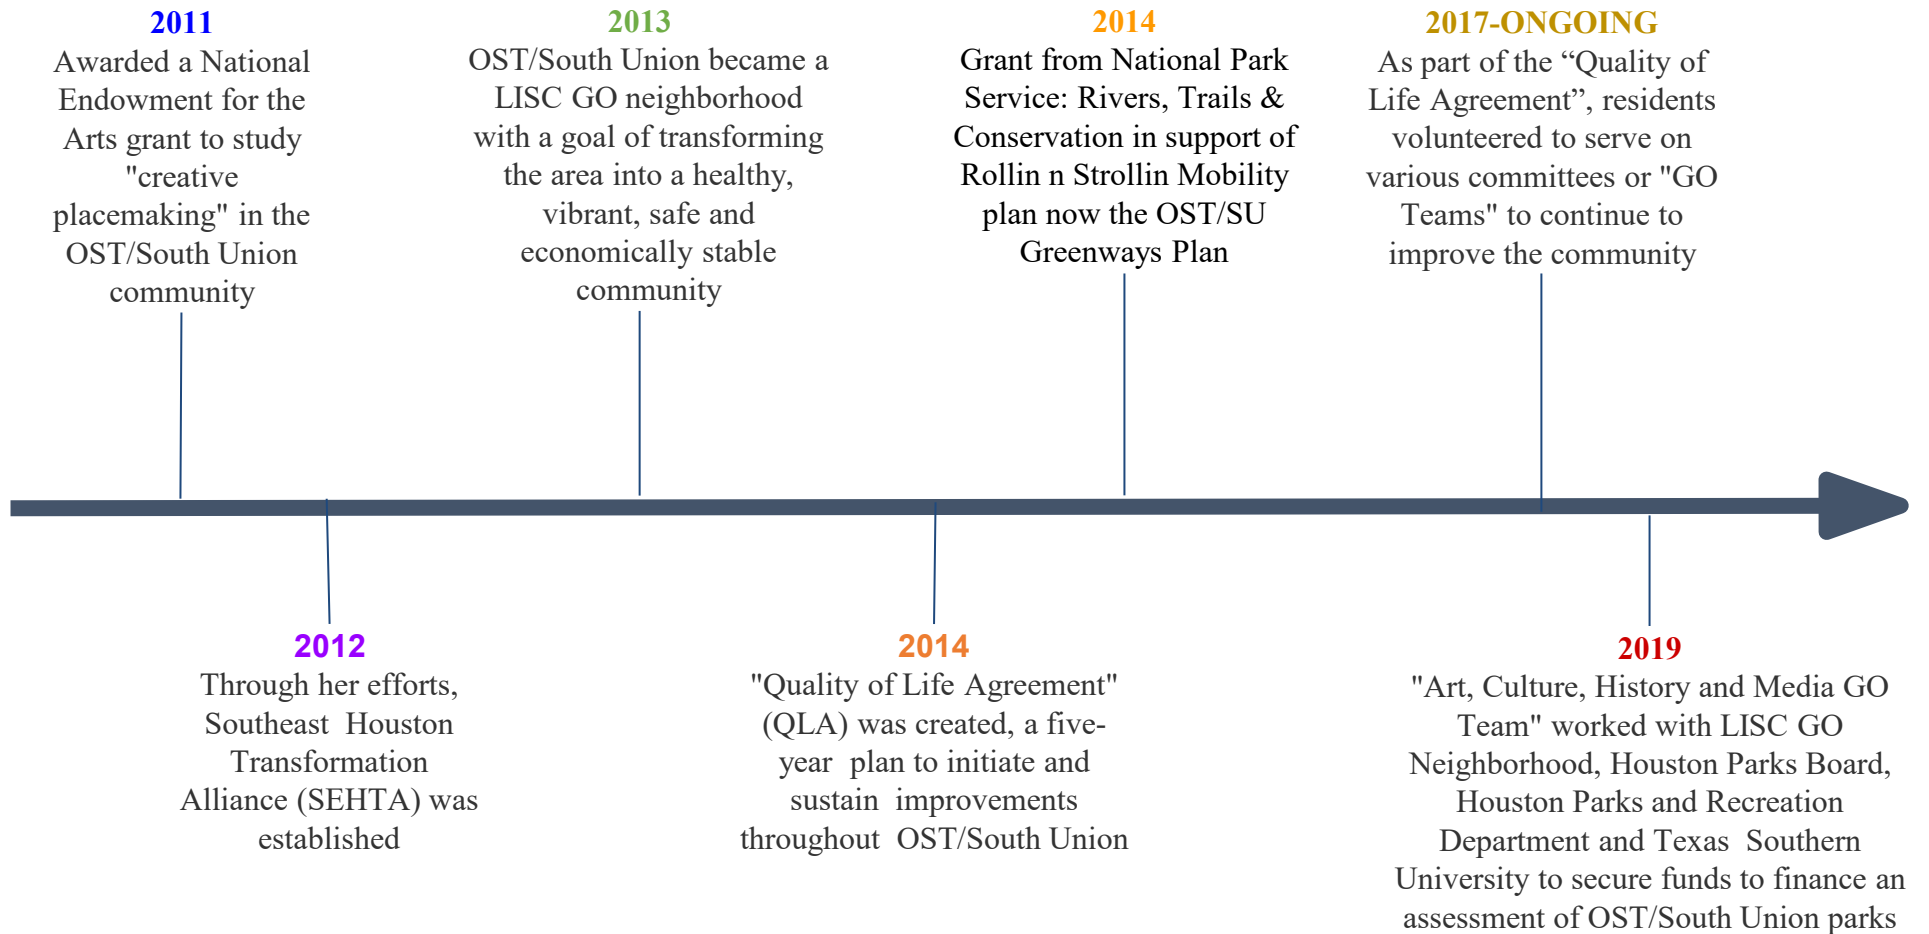 2011
Awarded a National
Endowment for the
Arts grant to study
"creative
placemaking" in the
OST/South Union
community
2013
OST/South Union became a
LISC GO neighborhood
with a goal of transforming
the area into a healthy,
vibrant, safe and
economically stable
community
2014
Grant from National Park
Service: Rivers, Trails &
Conservation in support of
Rollin n Strollin Mobility
plan now the OST/SU
Greenways Plan
2017-ONGOING
As part of the “Quality of
Life Agreement”, residents
volunteered to serve on
various committees or "GO
Teams" to continue to
improve the community
2012
Through her efforts,
Southeast Houston
Transformation
Alliance (SEHTA) was
established
2014
"Quality of Life Agreement"
(QLA) was created, a five-
year plan to initiate and
sustain improvements
throughout OST/South Union
2019
"Art, Culture, History and Media GO
Team" worked with LISC GO
Neighborhood, Houston Parks Board,
Houston Parks and Recreation
Department and Texas Southern
University to secure funds to finance an
assessment of OST/South Union parks